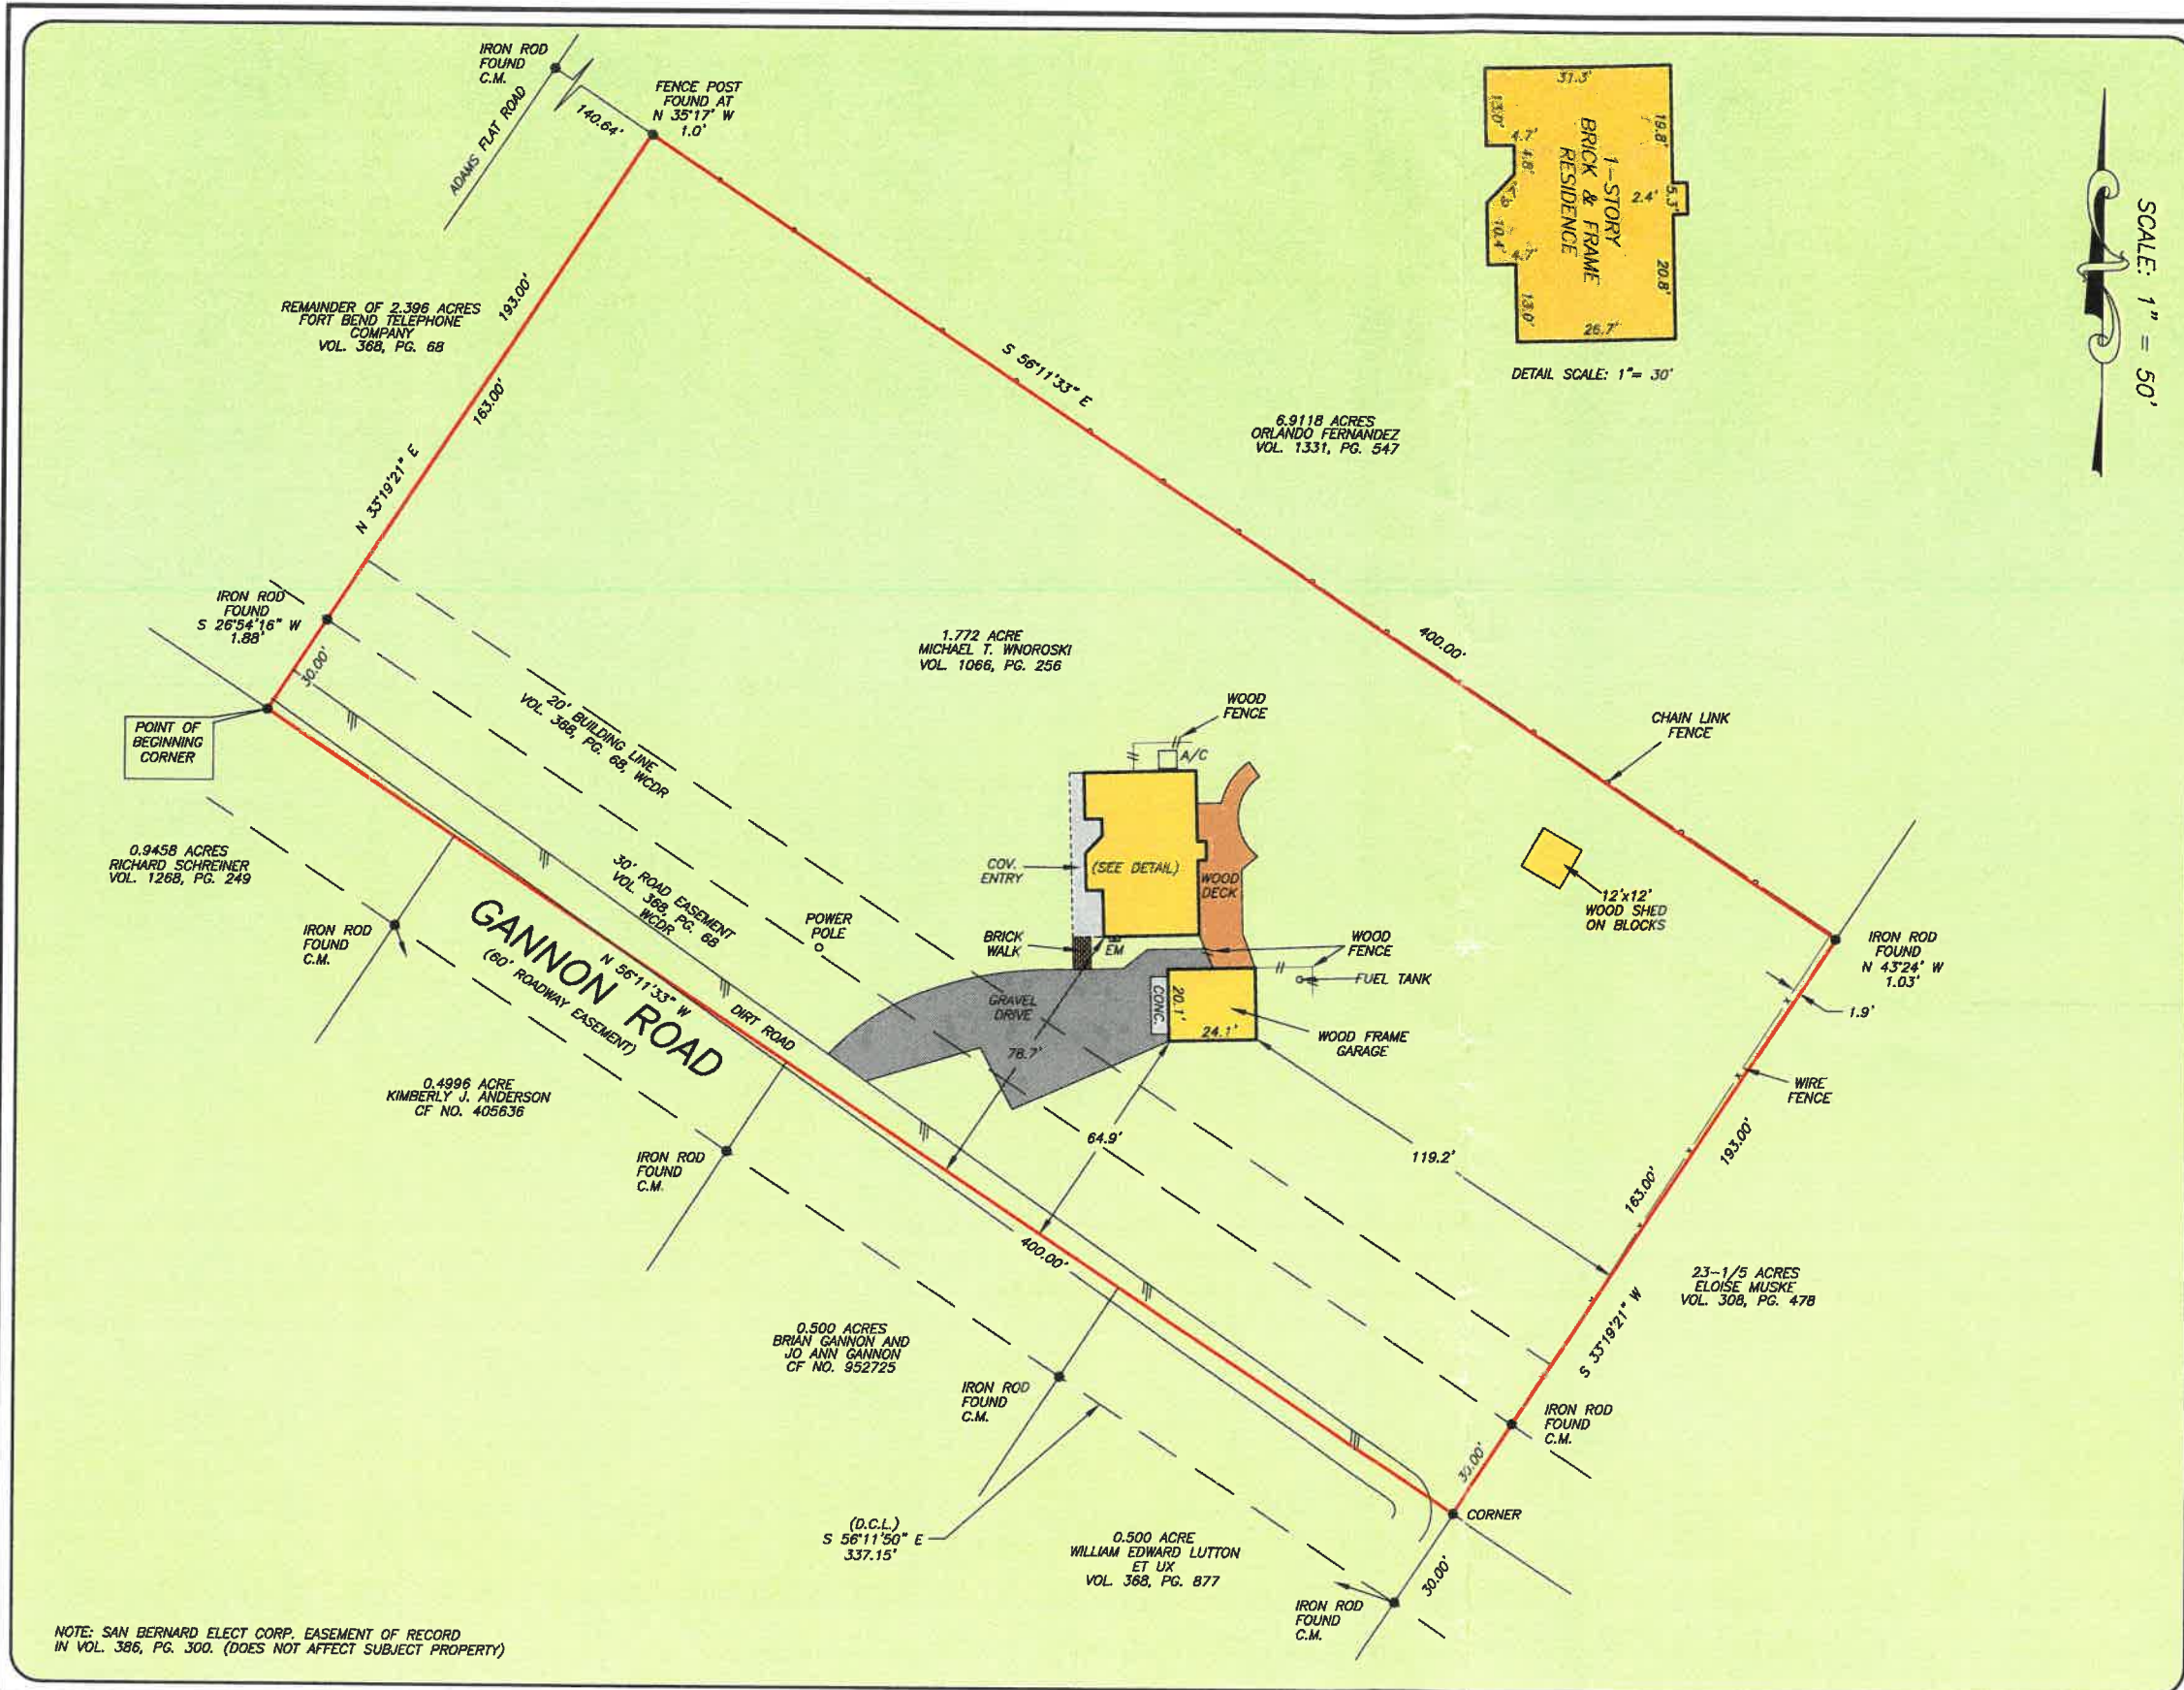 IRON ROD
FOUND
C.M.
ADAMS FLAT ROAD
140.64'
FENCE POST
FOUND AT
N 35°17' W
1.0'
31.3'
13.0'
19.8'
4.7'
4.8'
1-STORY
BRICK & FRAME
RESIDENCE
2.4'
5.3'
10.4'
4.7'
20.8'
13.0'
26.7'
DETAIL SCALE: 1"= 30'
SCALE: 1" = 50'
REMAINDER OF 2.396 ACRES
FORT BEND TELEPHONE
COMPANY
VOL. 368, PG. 68
193.00'
163.00'
N 33°19'21" E
S 56°11'33" E
400.00'
6.9118 ACRES
ORLANDO FERNANDEZ
VOL. 1331, PG. 547
IRON ROD
FOUND
S 26°54'16" W
1.88'
30.00'
POINT OF
BEGINNING
CORNER
1.772 ACRE
MICHAEL T. WNOROSKI
VOL. 1066, PG. 256
20' BUILDING LINE
VOL. 368, PG. 68, WCDR
30' ROAD EASEMENT
VOL. 368, PG. 68
WCDR
WOOD
FENCE
A/C
CHAIN LINK
FENCE
COV.
ENTRY
(SEE DETAIL)
WOOD
DECK
12'x12'
WOOD SHED
ON BLOCKS
0.9458 ACRES
RICHARD SCHREINER
VOL. 1268, PG. 249
IRON ROD
FOUND
C.M.
GANNON ROAD
(60' ROADWAY EASEMENT)
N 56°11'33" W
DIRT ROAD
POWER
POLE
BRICK
WALK
EM
WOOD
FENCE
FUEL TANK
GRAVEL
DRIVE
CONC.
20.1'
24.1'
WOOD FRAME
GARAGE
78.7'
64.9'
119.2'
IRON ROD
FOUND
N 43°24' W
1.03'
1.9'
WIRE
FENCE
193.00'
163.00'
S 33°19'21" W
23-1/5 ACRES
ELOISE MUSKE
VOL. 308, PG. 478
0.4996 ACRE
KIMBERLY J. ANDERSON
CF NO. 405636
IRON ROD
FOUND
C.M.
400.00'
0.500 ACRES
BRIAN GANNON AND
JO ANN GANNON
CF NO. 952725
IRON ROD
FOUND
C.M.
IRON ROD
FOUND
C.M.
30.00'
CORNER
(D.C.L.)
S 56°11'50" E
337.15'
0.500 ACRE
WILLIAM EDWARD LUTTON
ET UX
VOL. 368, PG. 877
30.00'
IRON ROD
FOUND
C.M.
NOTE: SAN BERNARD ELECT CORP. EASEMENT OF RECORD
IN VOL. 386, PG. 300. (DOES NOT AFFECT SUBJECT PROPERTY)